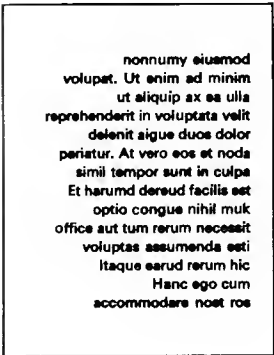 nonnumy eiusmod
volupat. Ut enim ad minim
ut aliquip ax ea ulla
reprehenderit in voluptata velit
delenit aigue duos dolor
pariatur. At vero eos et noda
simil tempor sunt in culpa
Et harumd dereud facilis est
optio congue nihil muk
office aut tum rerum necessit
voluptas assumenda esti
Itaque earud rerum hic
Hanc ego cum
accommodare nost ros